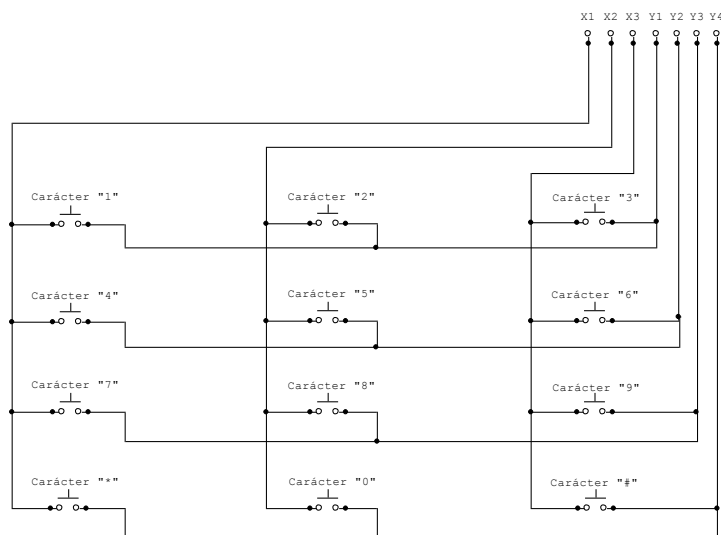 X1 X2 X3 Y1 Y2 Y3 Y4
Carácter "1" Carácter "2" Carácter "3"
Carácter "4" Carácter "5" Carácter "6"
Carácter "7" Carácter "8" Carácter "9"
Carácter "*" Carácter "0" Carácter "#"